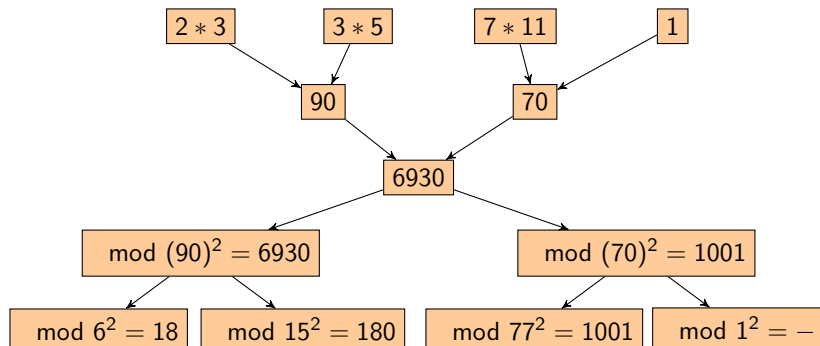 2 ∗ 3 3 ∗ 5 7 ∗ 11 1
90 70
6930
mod (90)² = 6930 mod (70)² = 1001
mod 6² = 18 mod 15² = 180 mod 77² = 1001 mod 1² = −